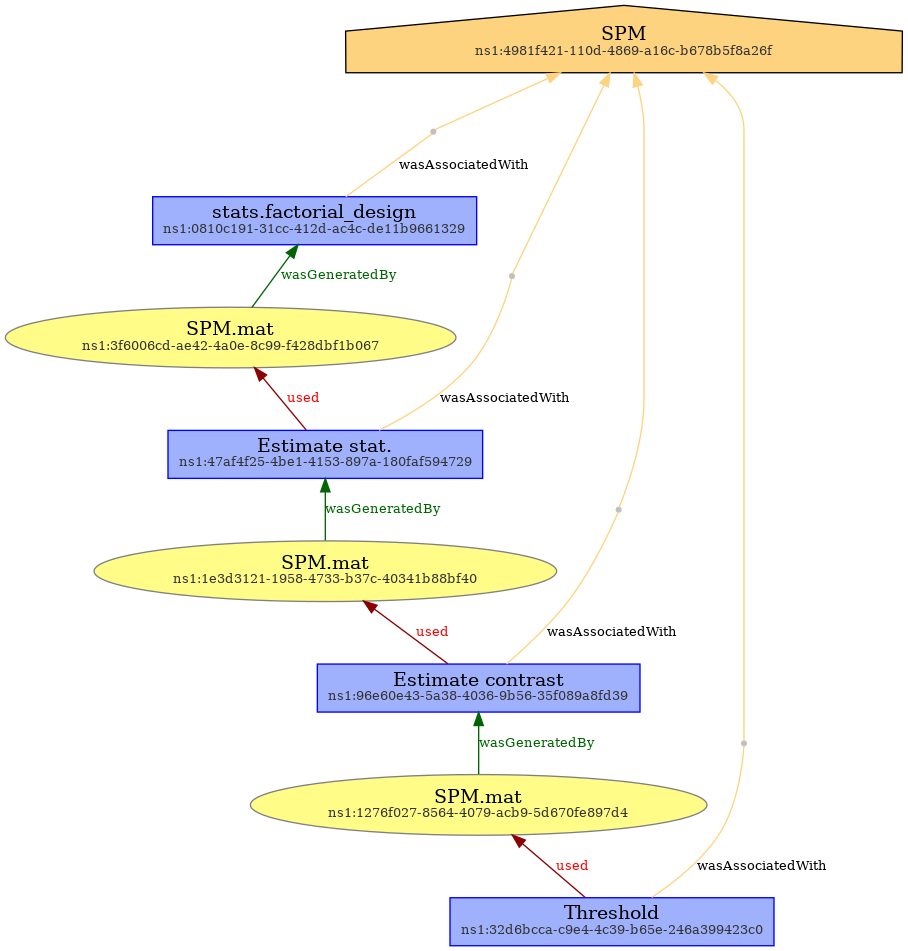 SPM
ns1:4981f421-110d-4869-a16c-b678b5f8a26f
wasAssociatedWith
stats.factorial_design
ns1:0810c191-31cc-412d-ac4c-de11b9661329
wasGeneratedBy
SPM.mat
ns1:3f6006cd-ae42-4a0e-8c99-f428dbf1b067
used
wasAssociatedWith
Estimate stat.
ns1:47af4f25-4be1-4153-897a-180faf594729
wasGeneratedBy
SPM.mat
ns1:1e3d3121-1958-4733-b37c-40341b88bf40
used
wasAssociatedWith
Estimate contrast
ns1:96e60e43-5a38-4036-9b56-35f089a8fd39
wasGeneratedBy
SPM.mat
ns1:1276f027-8564-4079-acb9-5d670fe897d4
used
wasAssociatedWith
Threshold
ns1:32d6bcca-c9e4-4c39-b65e-246a399423c0